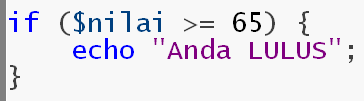 if ($nilai >= 65) {
    echo "Anda LULUS";
}